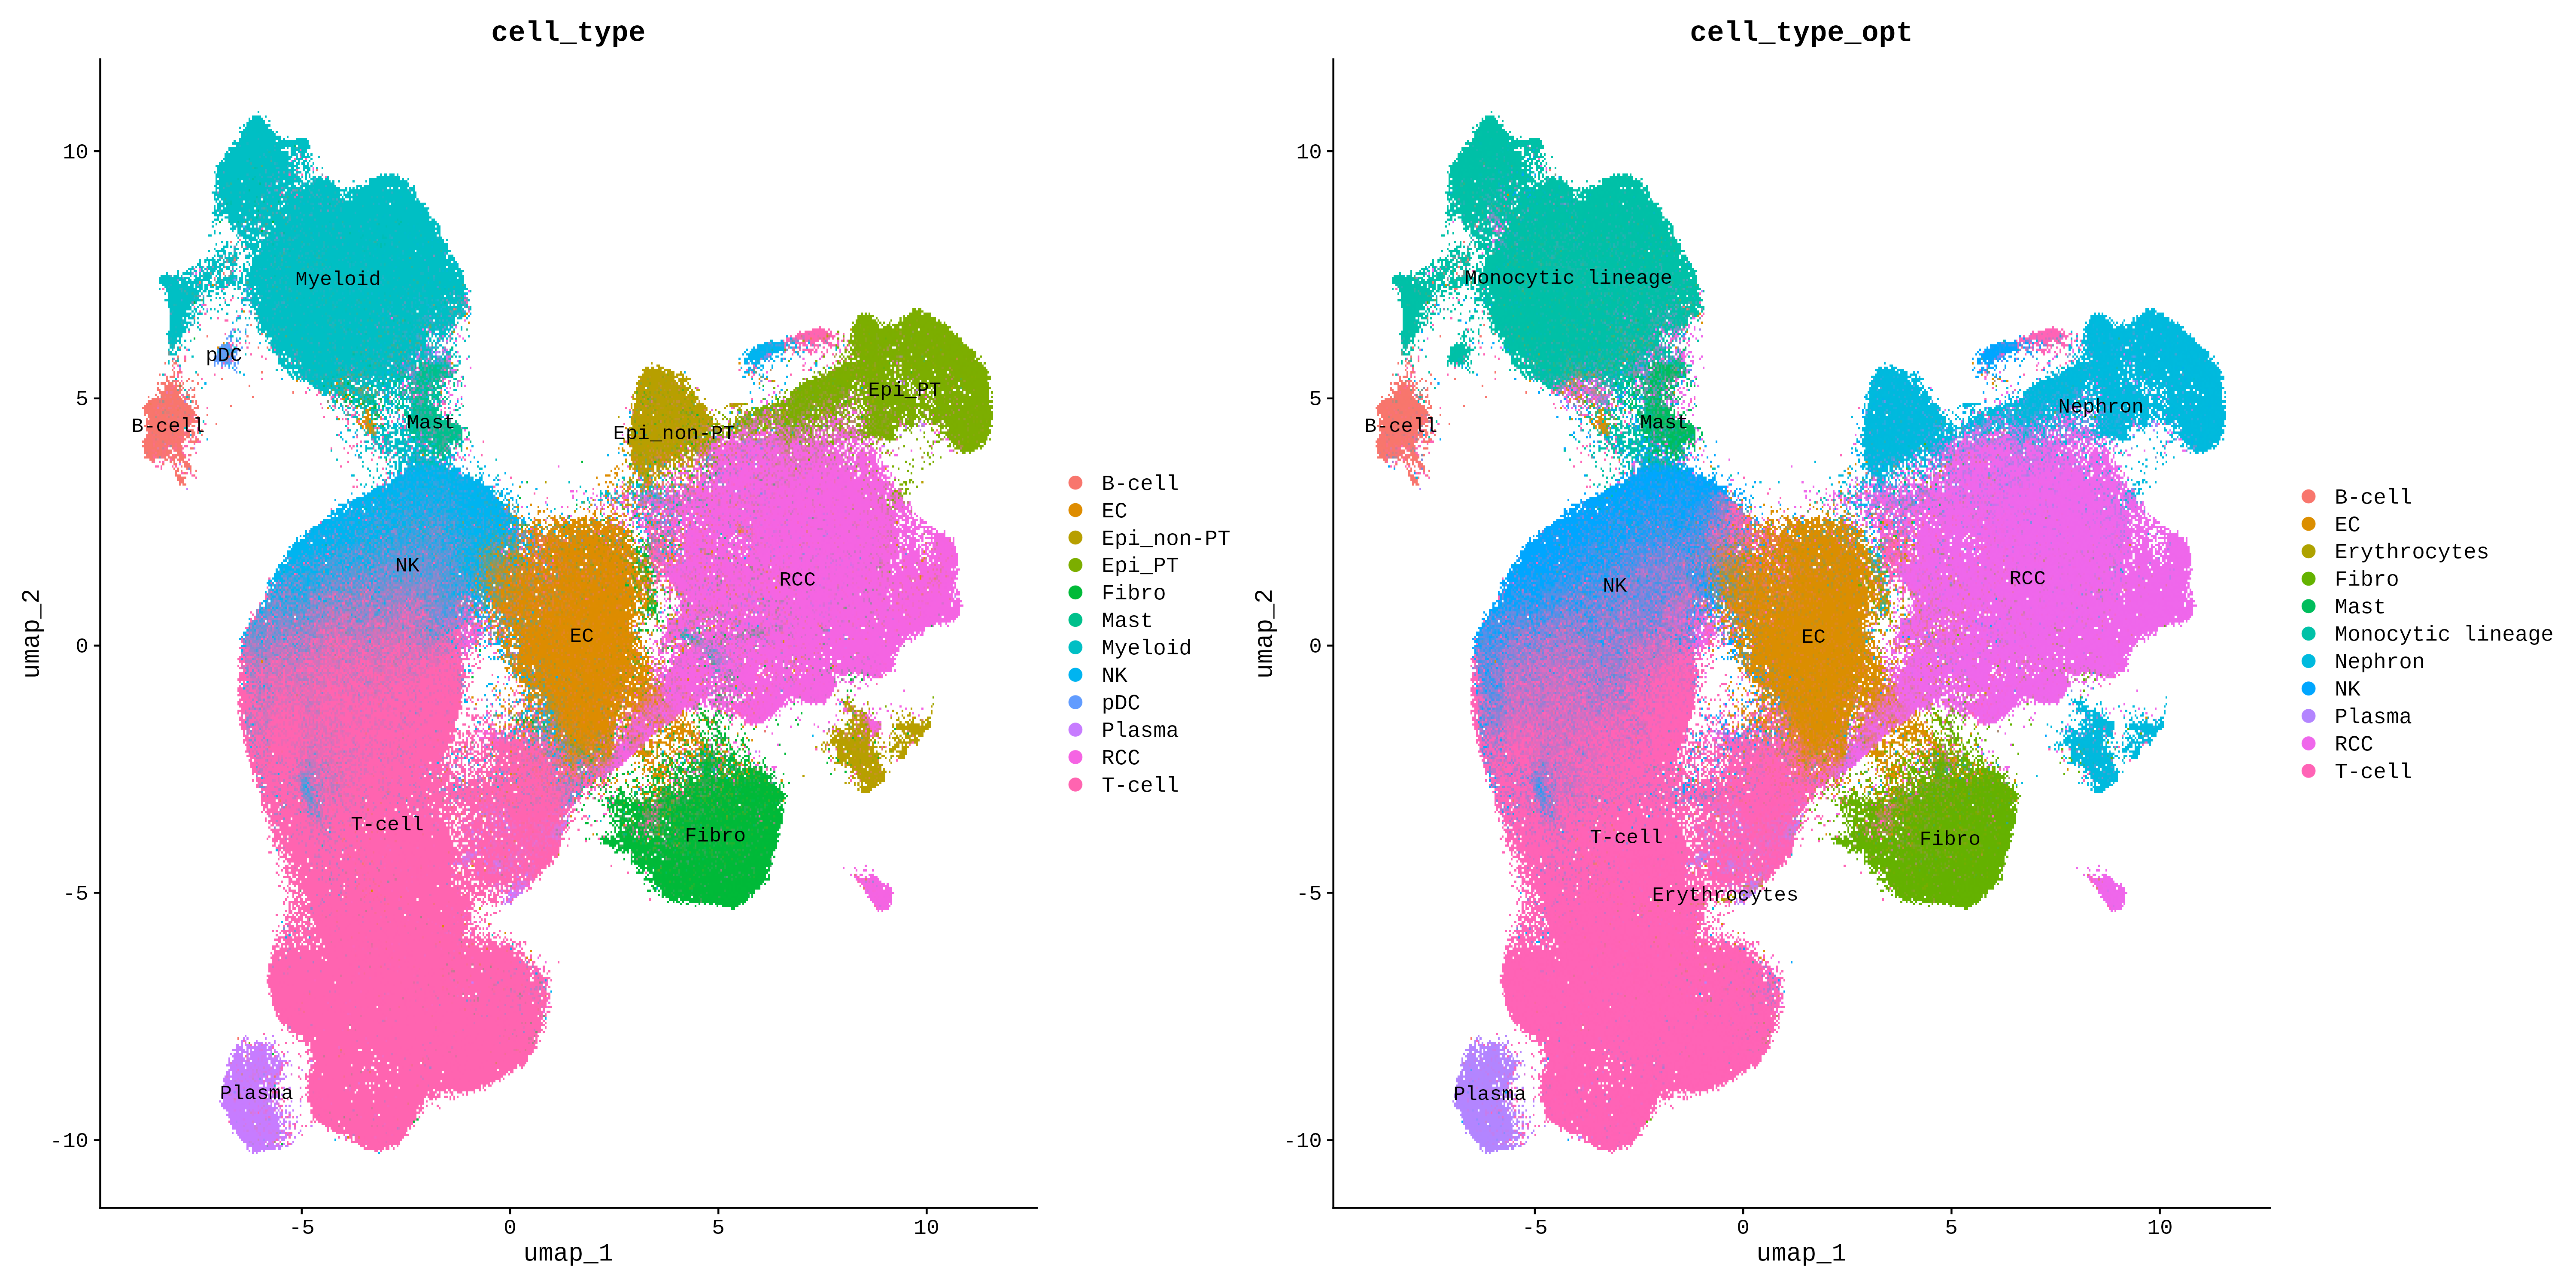 cell_type
10
5
0
-5
-10
umap_2
-5
0
5
10
umap_1
Myeloid
pDC
B-cell
Mast
Epi_non-PT
Epi_PT
NK
RCC
EC
T-cell
Fibro
Plasma
B-cell
EC
Epi_non-PT
Epi_PT
Fibro
Mast
Myeloid
NK
pDC
Plasma
RCC
T-cell
cell_type_opt
10
5
0
-5
-10
umap_2
-5
0
5
10
umap_1
Monocytic lineage
B-cell
Mast
Nephron
NK
RCC
EC
T-cell
Fibro
Erythrocytes
Plasma
B-cell
EC
Erythrocytes
Fibro
Mast
Monocytic lineage
Nephron
NK
Plasma
RCC
T-cell